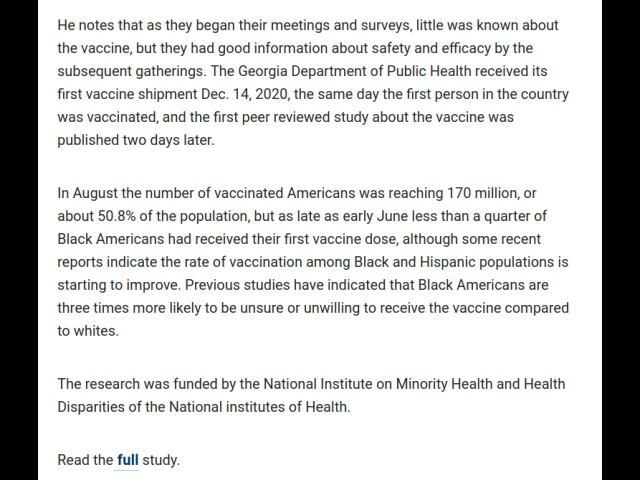 He notes that as they began their meetings and surveys, little was known about
the vaccine, but they had good information about safety and efficacy by the
subsequent gatherings. The Georgia Department of Public Health received its
first vaccine shipment Dec. 14, 2020, the same day the first person in the country
was vaccinated, and the first peer reviewed study about the vaccine was
published two days later.
In August the number of vaccinated Americans was reaching 170 million, or
about 50.8% of the population, but as late as early June less than a quarter of
Black Americans had received their first vaccine dose, although some recent
reports indicate the rate of vaccination among Black and Hispanic populations is
starting to improve. Previous studies have indicated that Black Americans are
three times more likely to be unsure or unwilling to receive the vaccine compared
to whites.
The research was funded by the National Institute on Minority Health and Health
Disparities of the National institutes of Health.
Read the full study.